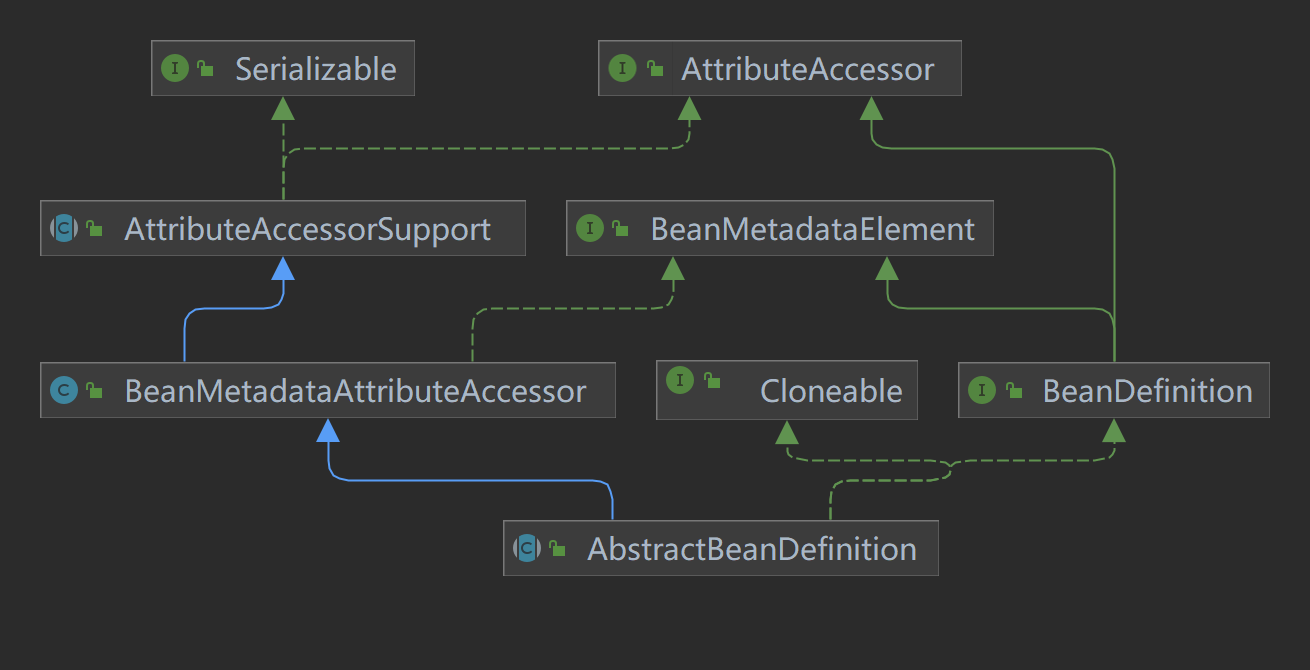 I Serializable
I AttributeAccessor
C AttributeAccessorSupport
I BeanMetadataElement
C BeanMetadataAttributeAccessor
I Cloneable
I BeanDefinition
C AbstractBeanDefinition